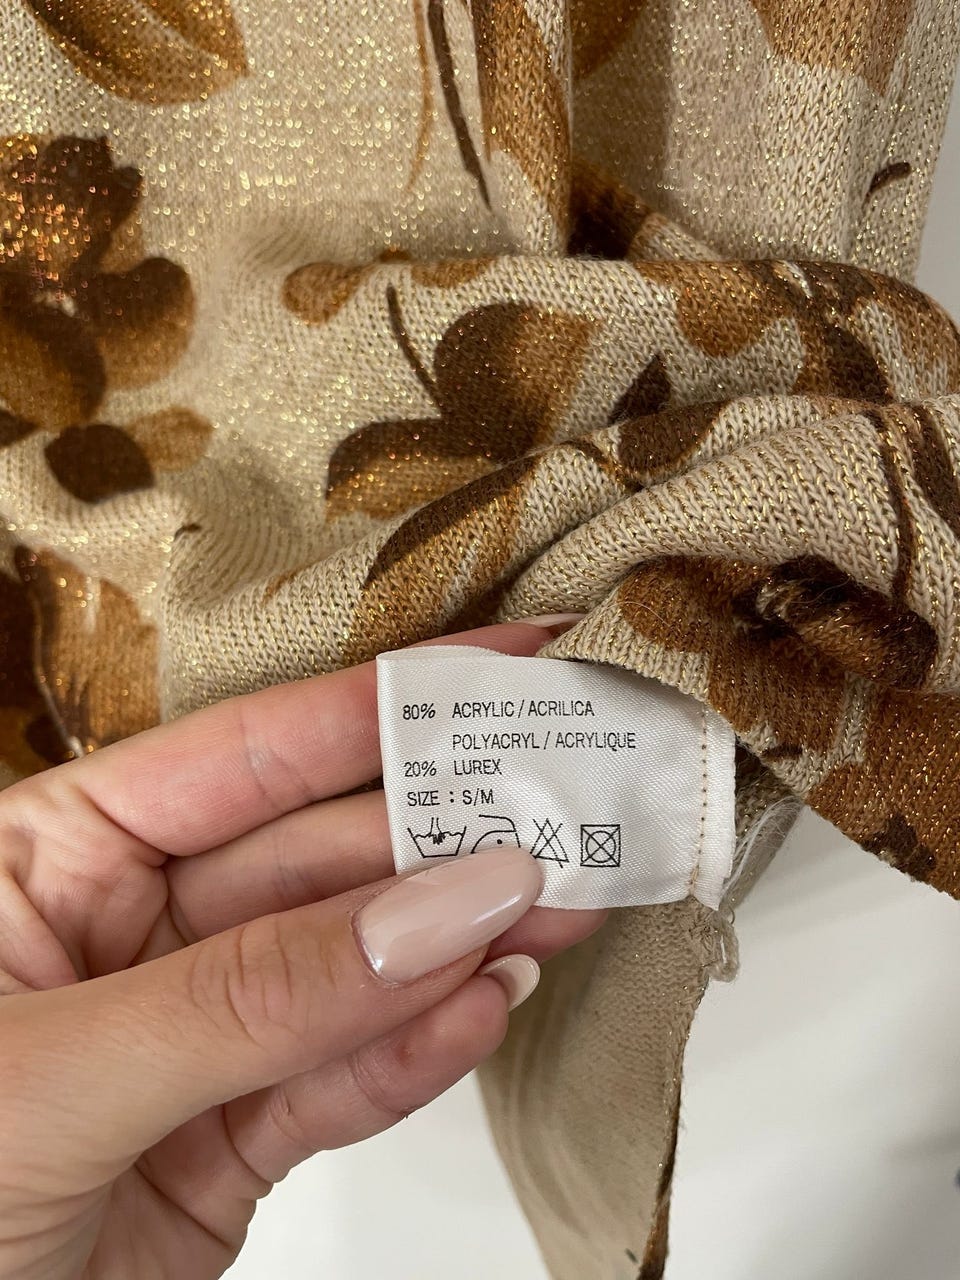 80% ACRYLIC / ACRILICA
POLYACRYL / ACRYLIQUE
20% LUREX
SIZE : S/M